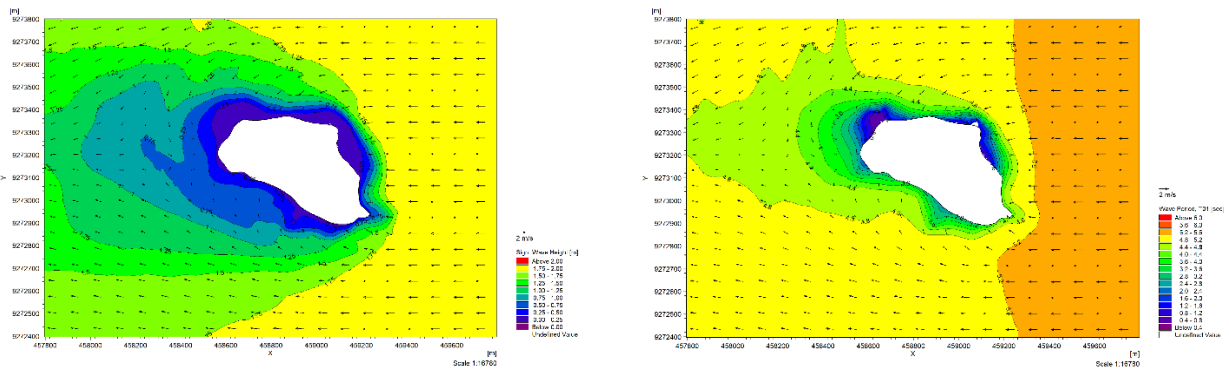 [m]
9273800
9273700
9273600
9273500
9273400
9273300
9273200
9273100
9273000
9272900
9272800
9272700
9272600
9272500
9272400
Y
457800 458000 458200 458400 458600 458800 459000 459200 459400 459600
X
[m]
Scale 1:16780
2 m/s
Sign. Wave Height [m]
Above 2.00
1.75 - 2.00
1.50 - 1.75
1.25 - 1.50
1.00 - 1.25
0.75 - 1.00
0.50 - 0.75
0.25 - 0.50
0.00 - 0.25
Below 0.00
Undefined Value
[m]
9273800
9273700
9273600
9273500
9273400
9273300
9273200
9273100
9273000
9272900
9272800
9272700
9272600
9272500
9272400
Y
457800 458000 458200 458400 458600 458800 459000 459200 459400 459600
X
[m]
Scale 1:16780
2 m/s
Wave Period, T01 [sec]
Above 6.0
5.6 - 6.0
5.2 - 5.6
4.8 - 5.2
4.4 - 4.8
4.0 - 4.4
3.6 - 4.0
3.2 - 3.6
2.8 - 3.2
2.4 - 2.8
2.0 - 2.4
1.6 - 2.0
1.2 - 1.6
0.8 - 1.2
0.4 - 0.8
Below 0.4
Undefined Value